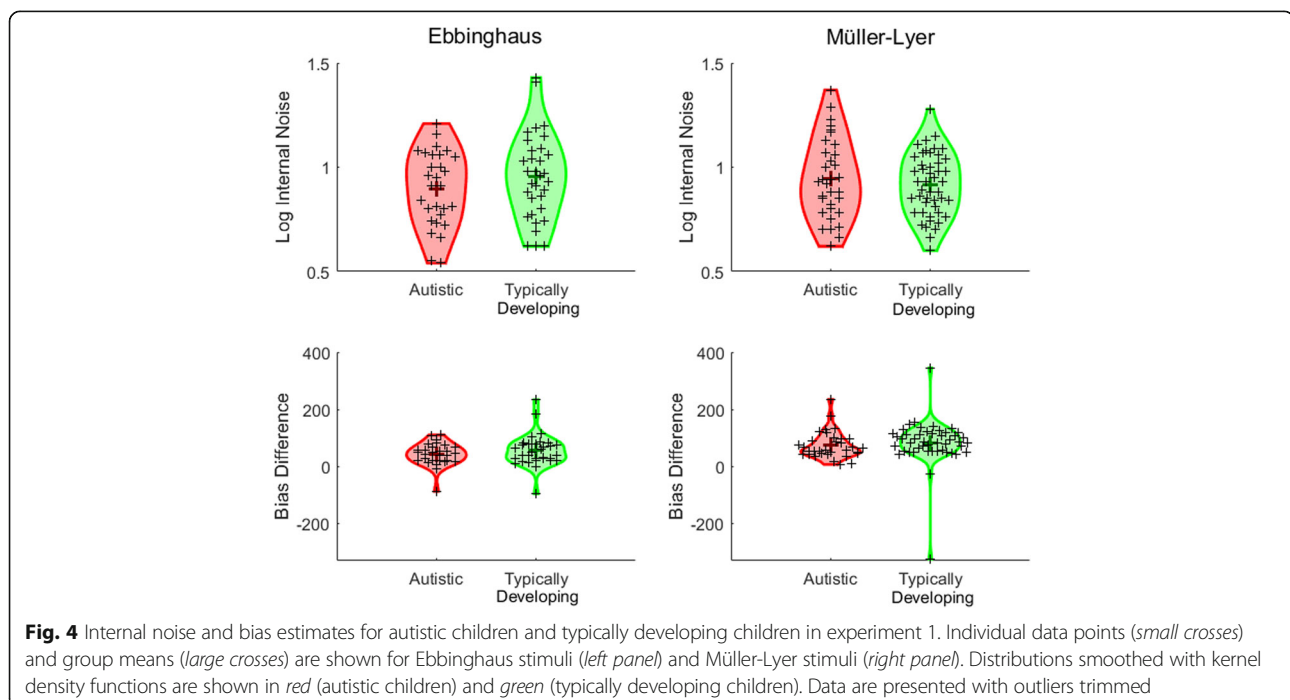 Ebbinghaus
Müller-Lyer
1.5
1
0.5
Log Internal Noise
Autistic
Typically
Developing
1.5
1
0.5
Log Internal Noise
Autistic
Typically
Developing
400
200
0
-200
Bias Difference
Autistic
Typically
Developing
400
200
0
-200
Bias Difference
Autistic
Typically
Developing
Fig. 4 Internal noise and bias estimates for autistic children and typically developing children in experiment 1. Individual data points (small crosses)
and group means (large crosses) are shown for Ebbinghaus stimuli (left panel) and Müller-Lyer stimuli (right panel). Distributions smoothed with kernel
density functions are shown in red (autistic children) and green (typically developing children). Data are presented with outliers trimmed